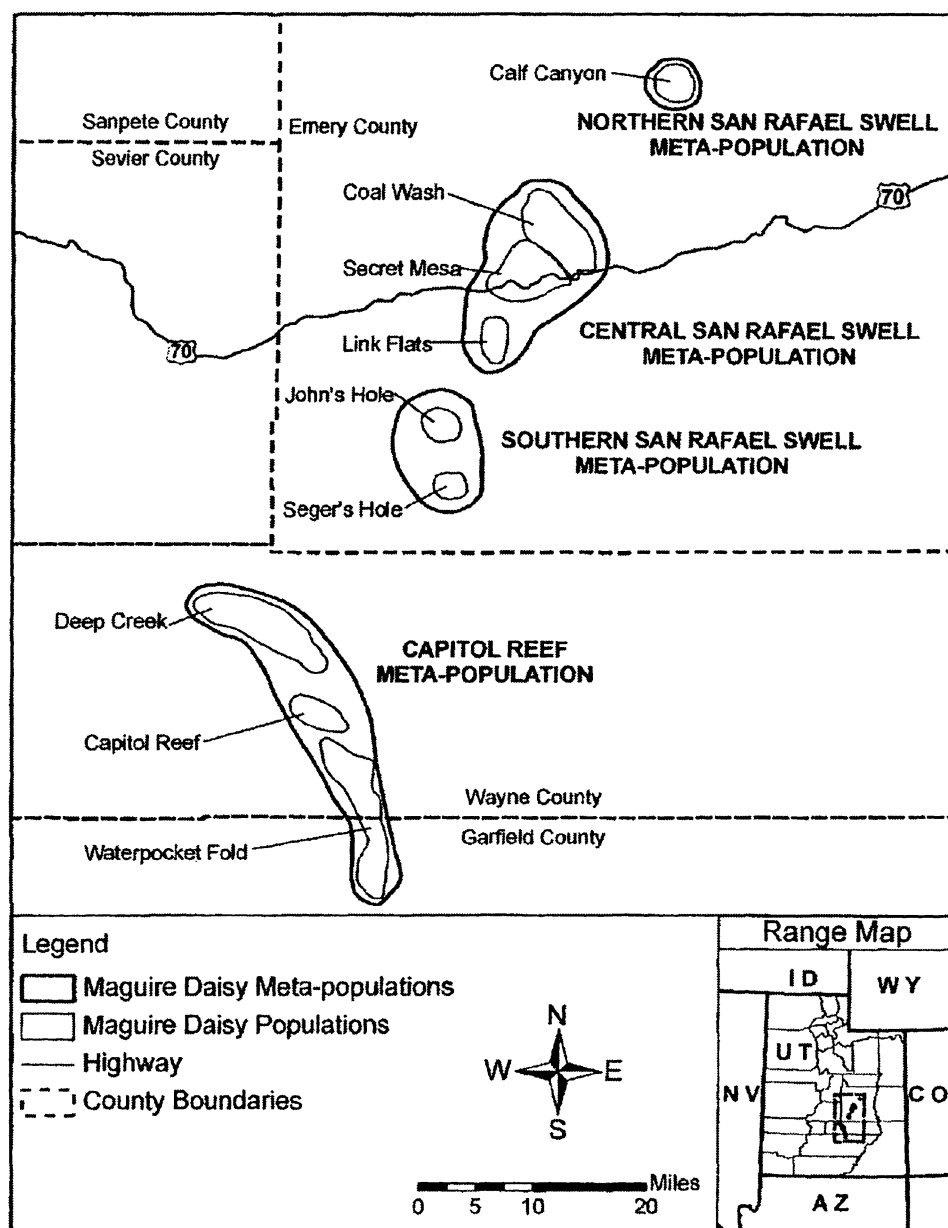 Calf Canyon
Sanpete County
Emery County
NORTHERN SAN RAFAEL SWELL
META-POPULATION
Sevier County
Coal Wash
70
Secret Mesa
70
Link Flats
CENTRAL SAN RAFAEL SWELL
META-POPULATION
John's Hole
SOUTHERN SAN RAFAEL SWELL
META-POPULATION
Seger's Hole
Deep Creek
CAPITOL REEF
META-POPULATION
Capitol Reef
Wayne County
Waterpocket Fold
Garfield County
Legend
Maguire Daisy Meta-populations
Maguire Daisy Populations
Highway
County Boundaries
N
W
E
S
Miles
0 5 10 20
Range Map
ID
WY
UT
NV
CO
AZ